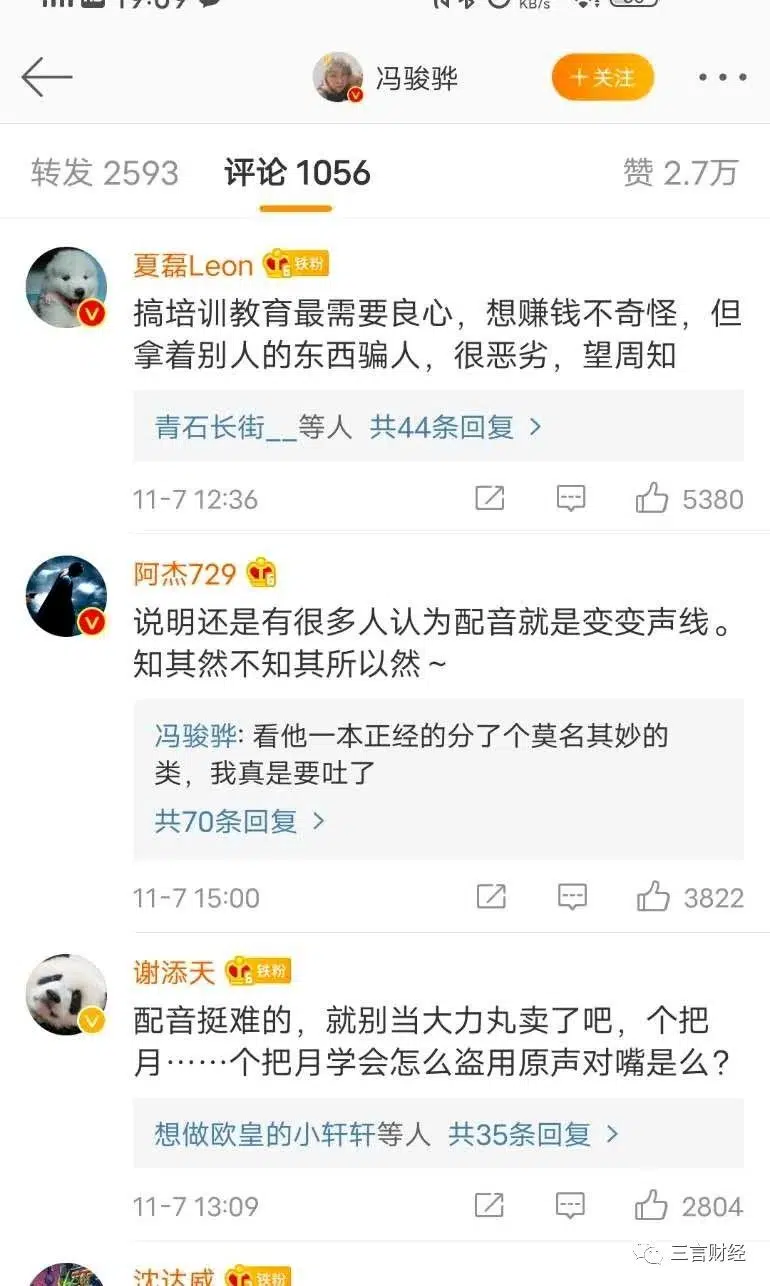 KB/s
冯骏骅
+关注
转发 2593
评论 1056
赞 2.7万
夏磊Leon 铁粉
搞培训教育最需要良心，想赚钱不奇怪，但
拿着别人的东西骗人，很恶劣，望周知
青石长街__等人 共44条回复 >
11-7 12:36 5380
阿杰729
说明还是有很多人认为配音就是变变声线。
知其然不知其所以然~
冯骏骅: 看他一本正经的分了个莫名其妙的
类，我真是要吐了
共70条回复 >
11-7 15:00 3822
谢添天 铁粉
配音挺难的，就别当大力丸卖了吧，个把
月……个把月学会怎么盗用原声对嘴是么？
想做欧皇的小轩轩等人 共35条回复 >
11-7 13:09 2804
沈达威 铁粉
三言财经